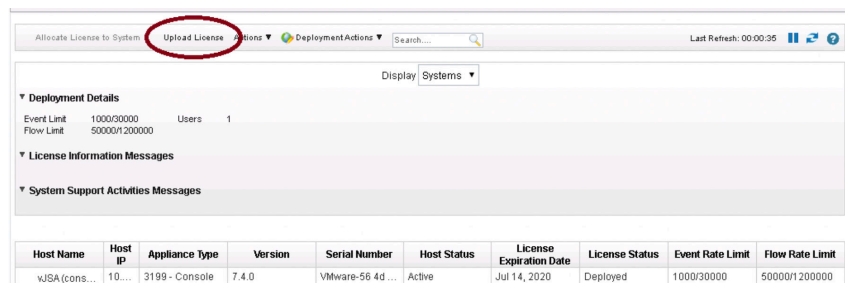 Allocate License to System Upload License Actions ▼ Deployment Actions ▼ Search.... Last Refresh: 00:00:35
Display Systems ▼
▼ Deployment Details
Event Limit 1000/30000 Users 1
Flow Limit 50000/1200000
▼ License Information Messages
▼ System Support Activities Messages
Host Name Host IP Appliance Type Version Serial Number Host Status License Expiration Date License Status Event Rate Limit Flow Rate Limit
vJSA (cons... 10.... 3199 - Console 7.4.0 VMware-56 4d ... Active Jul 14, 2020 Deployed 1000/30000 50000/1200000